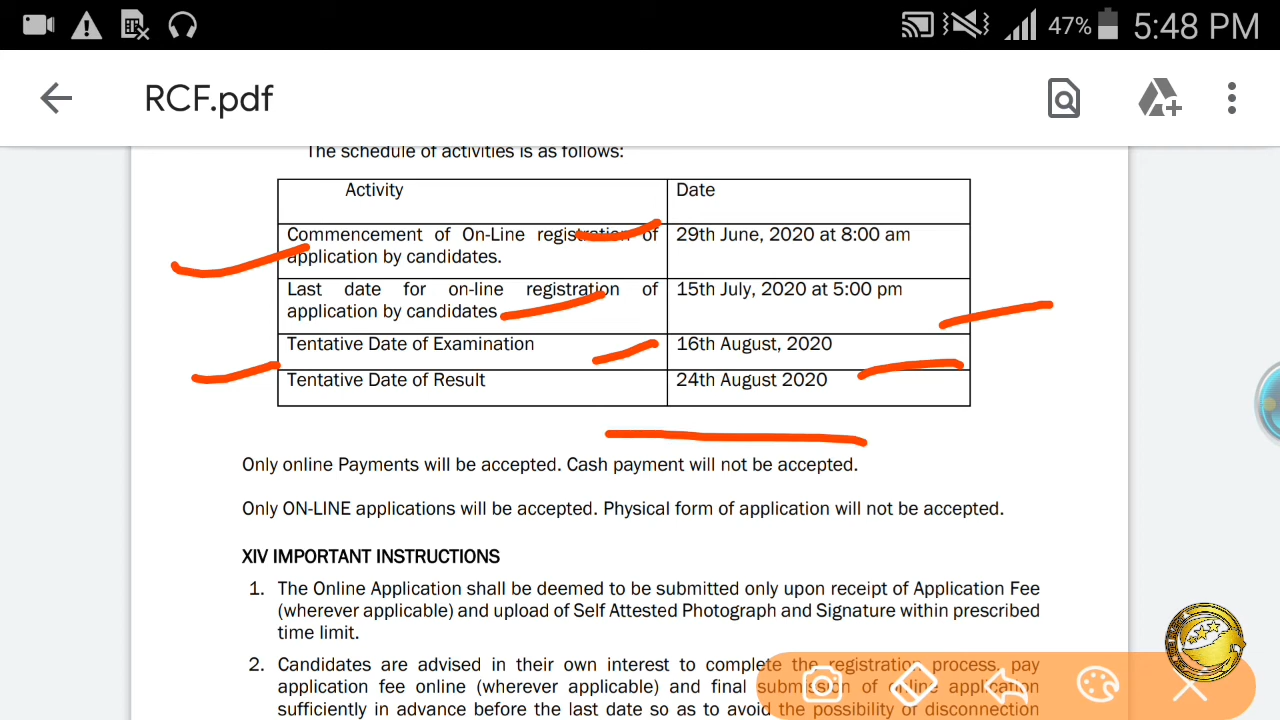 47% 5:48 PM
RCF.pdf
The schedule of activities is as follows:
Activity Date
Commencement of On-Line registration of 29th June, 2020 at 8:00 am
application by candidates.
Last date for on-line registration of 15th July, 2020 at 5:00 pm
application by candidates
Tentative Date of Examination 16th August, 2020
Tentative Date of Result 24th August 2020
Only online Payments will be accepted. Cash payment will not be accepted.
Only ON-LINE applications will be accepted. Physical form of application will not be accepted.
XIV IMPORTANT INSTRUCTIONS
1. The Online Application shall be deemed to be submitted only upon receipt of Application Fee
(wherever applicable) and upload of Self Attested Photograph and Signature within prescribed
time limit.
2. Candidates are advised in their own interest to complete the registration process, pay
application fee online (wherever applicable) and final submission of online application
sufficiently in advance before the last date so as to avoid the possibility of disconnection